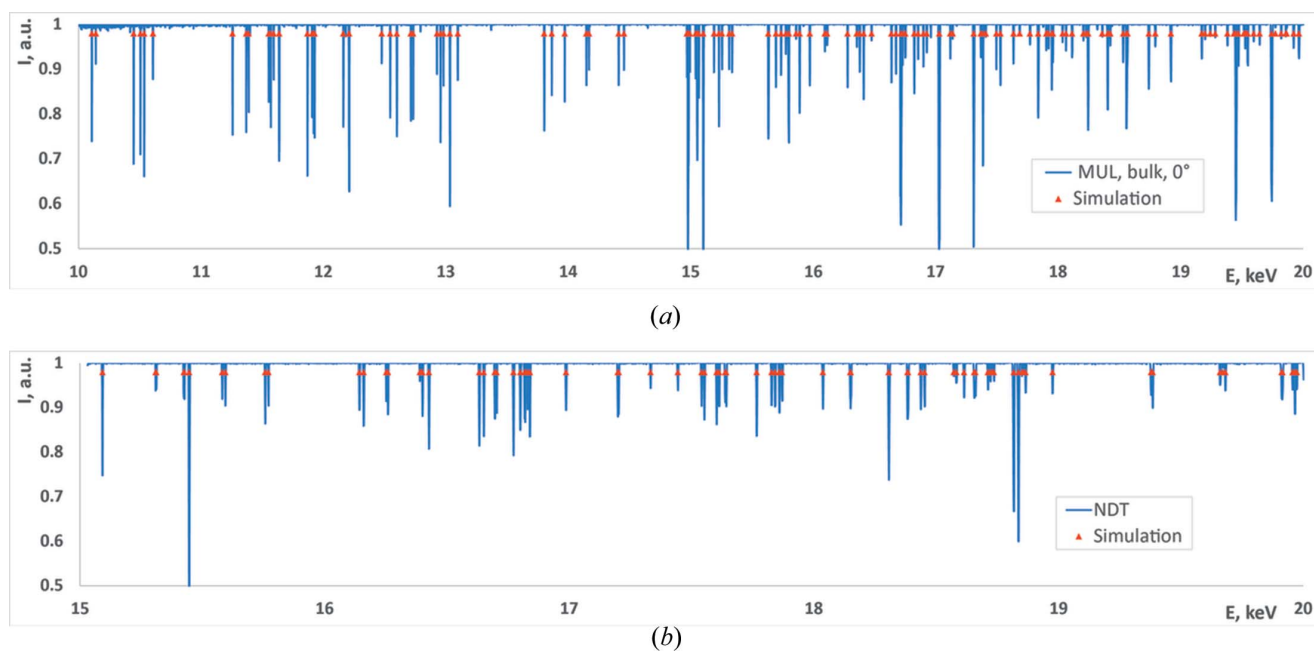 I, a.u.
1
0.9
0.8
0.7
0.6
0.5
MUL, bulk, 0°
Simulation
10 11 12 13 14 15 16 17 18 19 E, keV 20
(a)
I, a.u.
1
0.9
0.8
0.7
0.6
0.5
NDT
Simulation
15 16 17 18 19 E, keV 20
(b)